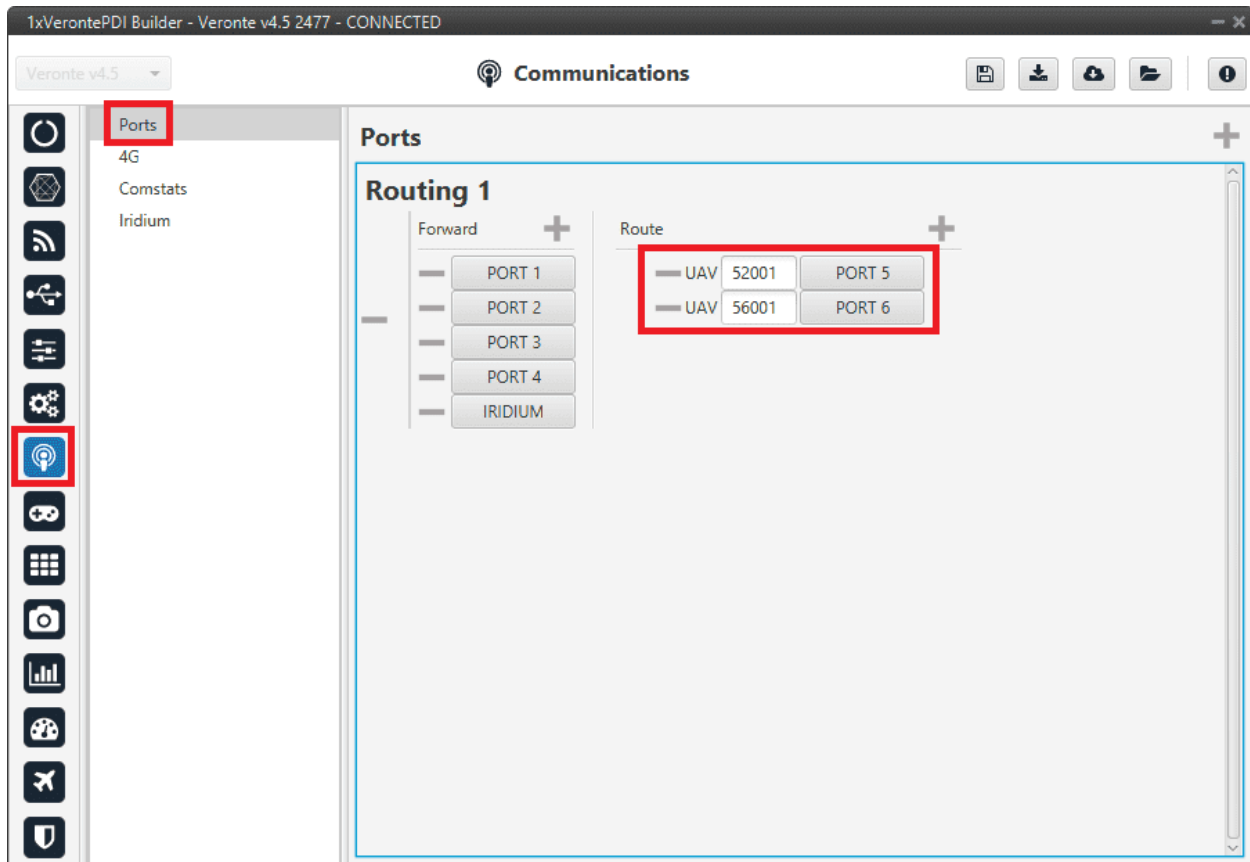 1xVerontePDI Builder - Veronte v4.5 2477 - CONNECTED
Veronte v4.5
Communications
Ports
4G
Comstats
Iridium
Ports
Routing 1
Forward
Route
PORT 1
UAV 52001 PORT 5
PORT 2
UAV 56001 PORT 6
PORT 3
PORT 4
IRIDIUM